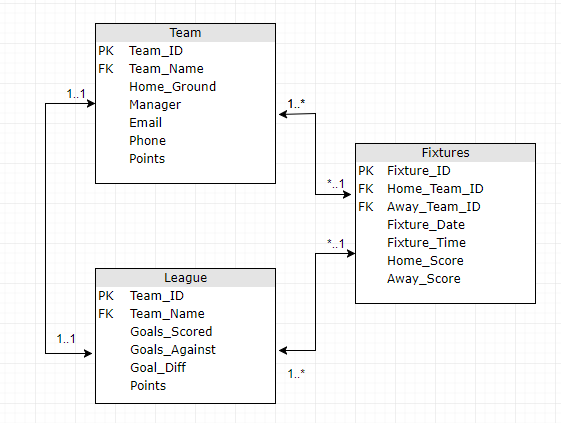 Team
PK Team_ID
FK Team_Name
Home_Ground
Manager
Email
Phone
Points
1..1
1..*
Fixtures
PK Fixture_ID
FK Home_Team_ID
FK Away_Team_ID
Fixture_Date
Fixture_Time
Home_Score
Away_Score
*..1
*..1
League
PK Team_ID
FK Team_Name
Goals_Scored
Goals_Against
Goal_Diff
Points
1..1
1..*